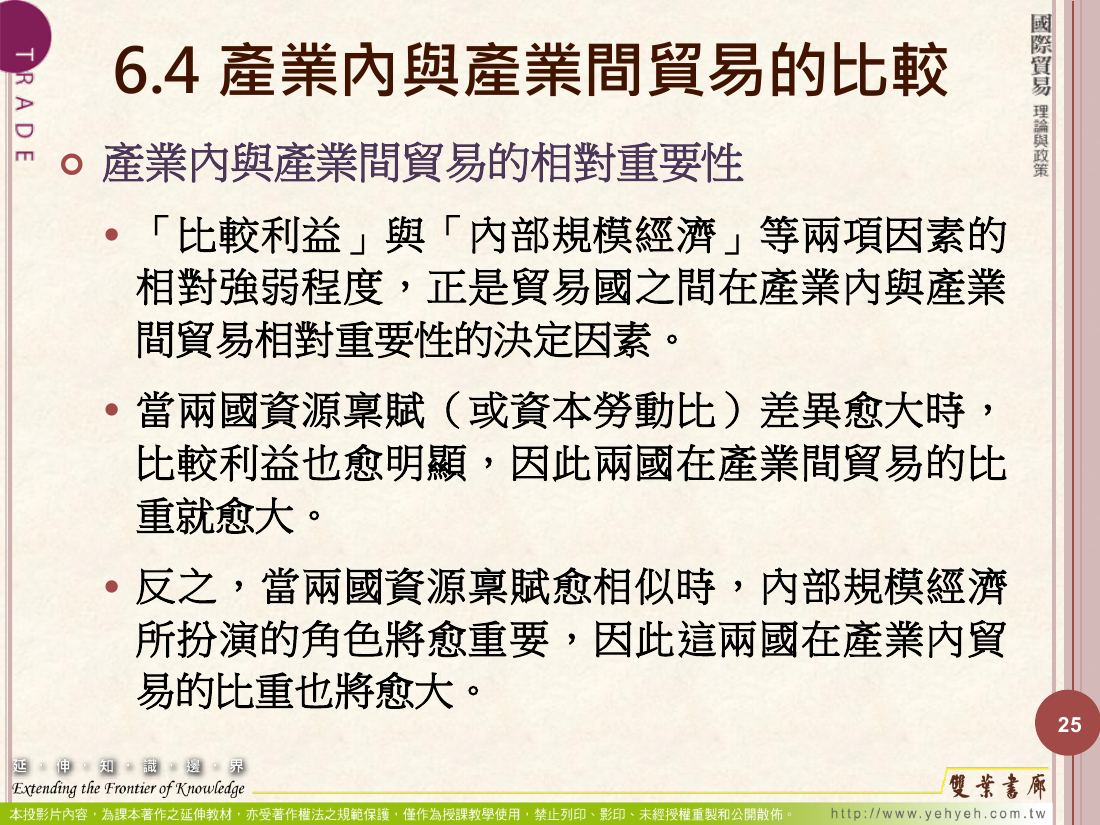 6.4 產業內與產業間貿易的比較
產業內與產業間貿易的相對重要性
「比較利益」與「內部規模經濟」等兩項因素的
相對強弱程度，正是貿易國之間在產業內與產業
間貿易相對重要性的決定因素。
當兩國資源稟賦（或資本勞動比）差異愈大時，
比較利益也愈明顯，因此兩國在產業間貿易的比
重就愈大。
反之，當兩國資源稟賦愈相似時，內部規模經濟
所扮演的角色將愈重要，因此這兩國在產業內貿
易的比重也將愈大。
TRADE
國際貿易 理論與政策
25
延・伸・知・識・邊・界
Extending the Frontier of Knowledge
雙葉書廊
本投影片內容，為課本著作之延伸教材，亦受著作權法之規範保護，僅作為授課教學使用，禁止列印、影印、未經授權重製和公開散佈。
http://www.yehyeh.com.tw